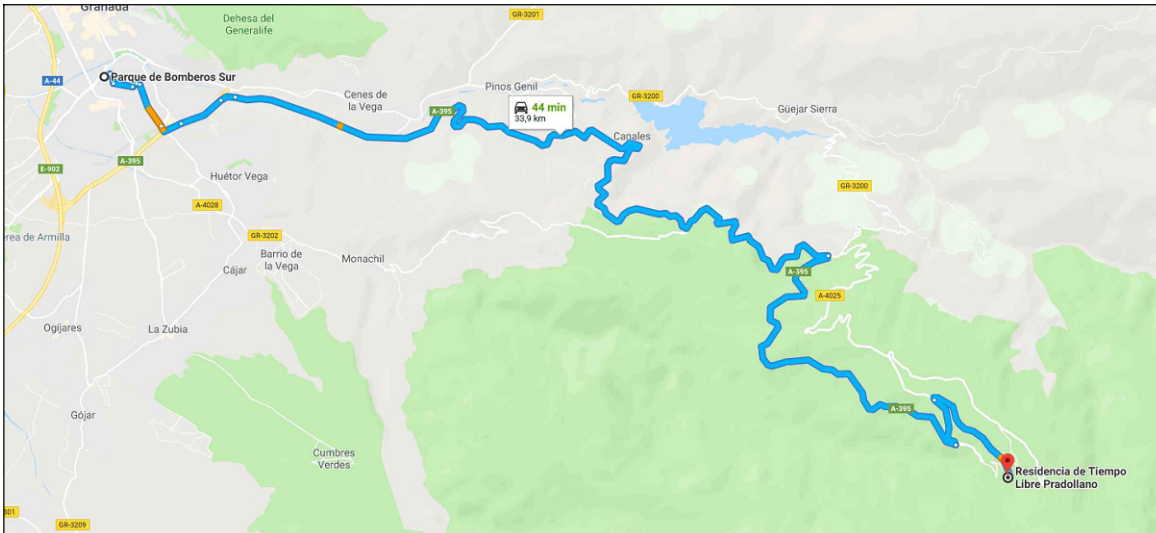 Granada
Dehesa del
Generalife
GR-3201
A-44
Parque de Bomberos Sur
Cenes de
la Vega
Pinos Genil
44 min
33,9 km
GR-3200
Güejar Sierra
A-395
Canales
A-395
E-902
Huétor Vega
GR-3200
A-4028
GR-3202
erea de Armilla
Barrio de
la Vega
Monachil
Cájar
A-395
A-4025
Ogíjares
La Zubia
A-395
Gójar
Cumbres
Verdes
Residencia de Tiempo
Libre Pradollano
301
GR-3209